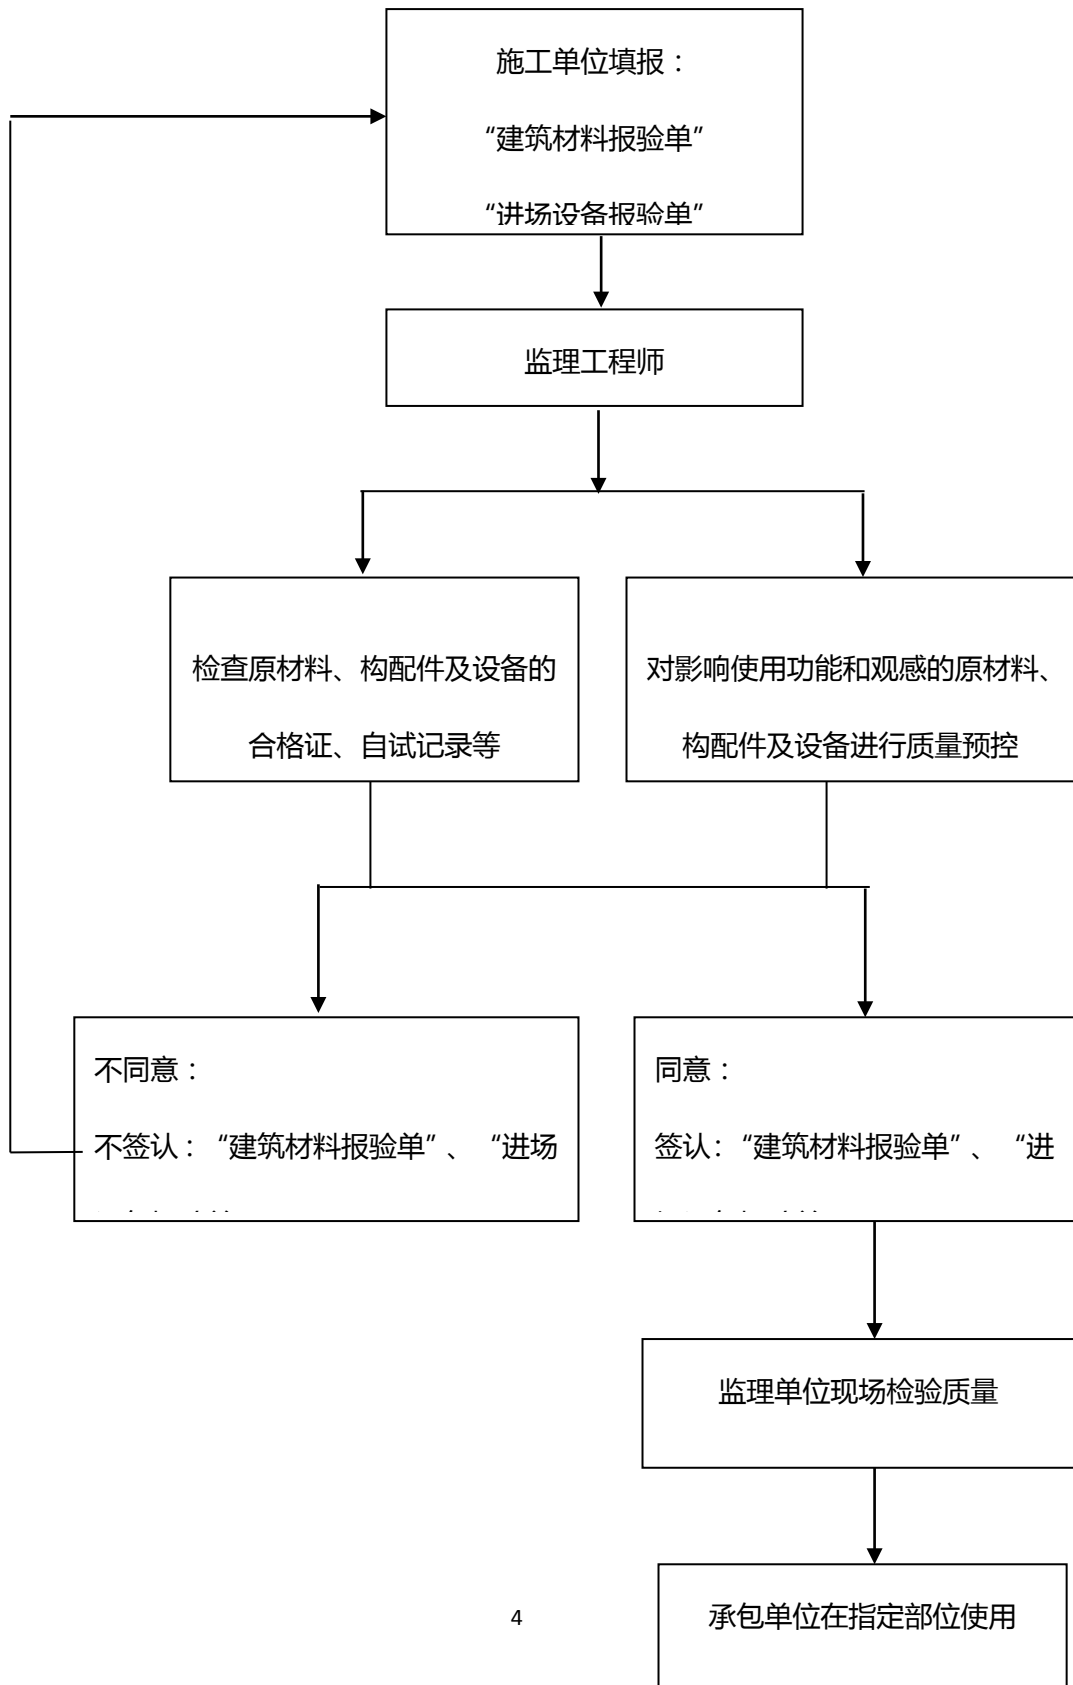 施工单位填报：
“建筑材料报验单”
“进场设备报验单”
监理工程师
检查原材料、构配件及设备的
合格证、自试记录等
对影响使用功能和观感的原材料、
构配件及设备进行质量预控
不同意：
不签认：“建筑材料报验单”、“进场
同意：
签认：“建筑材料报验单”、“进
监理单位现场检验质量
承包单位在指定部位使用
4